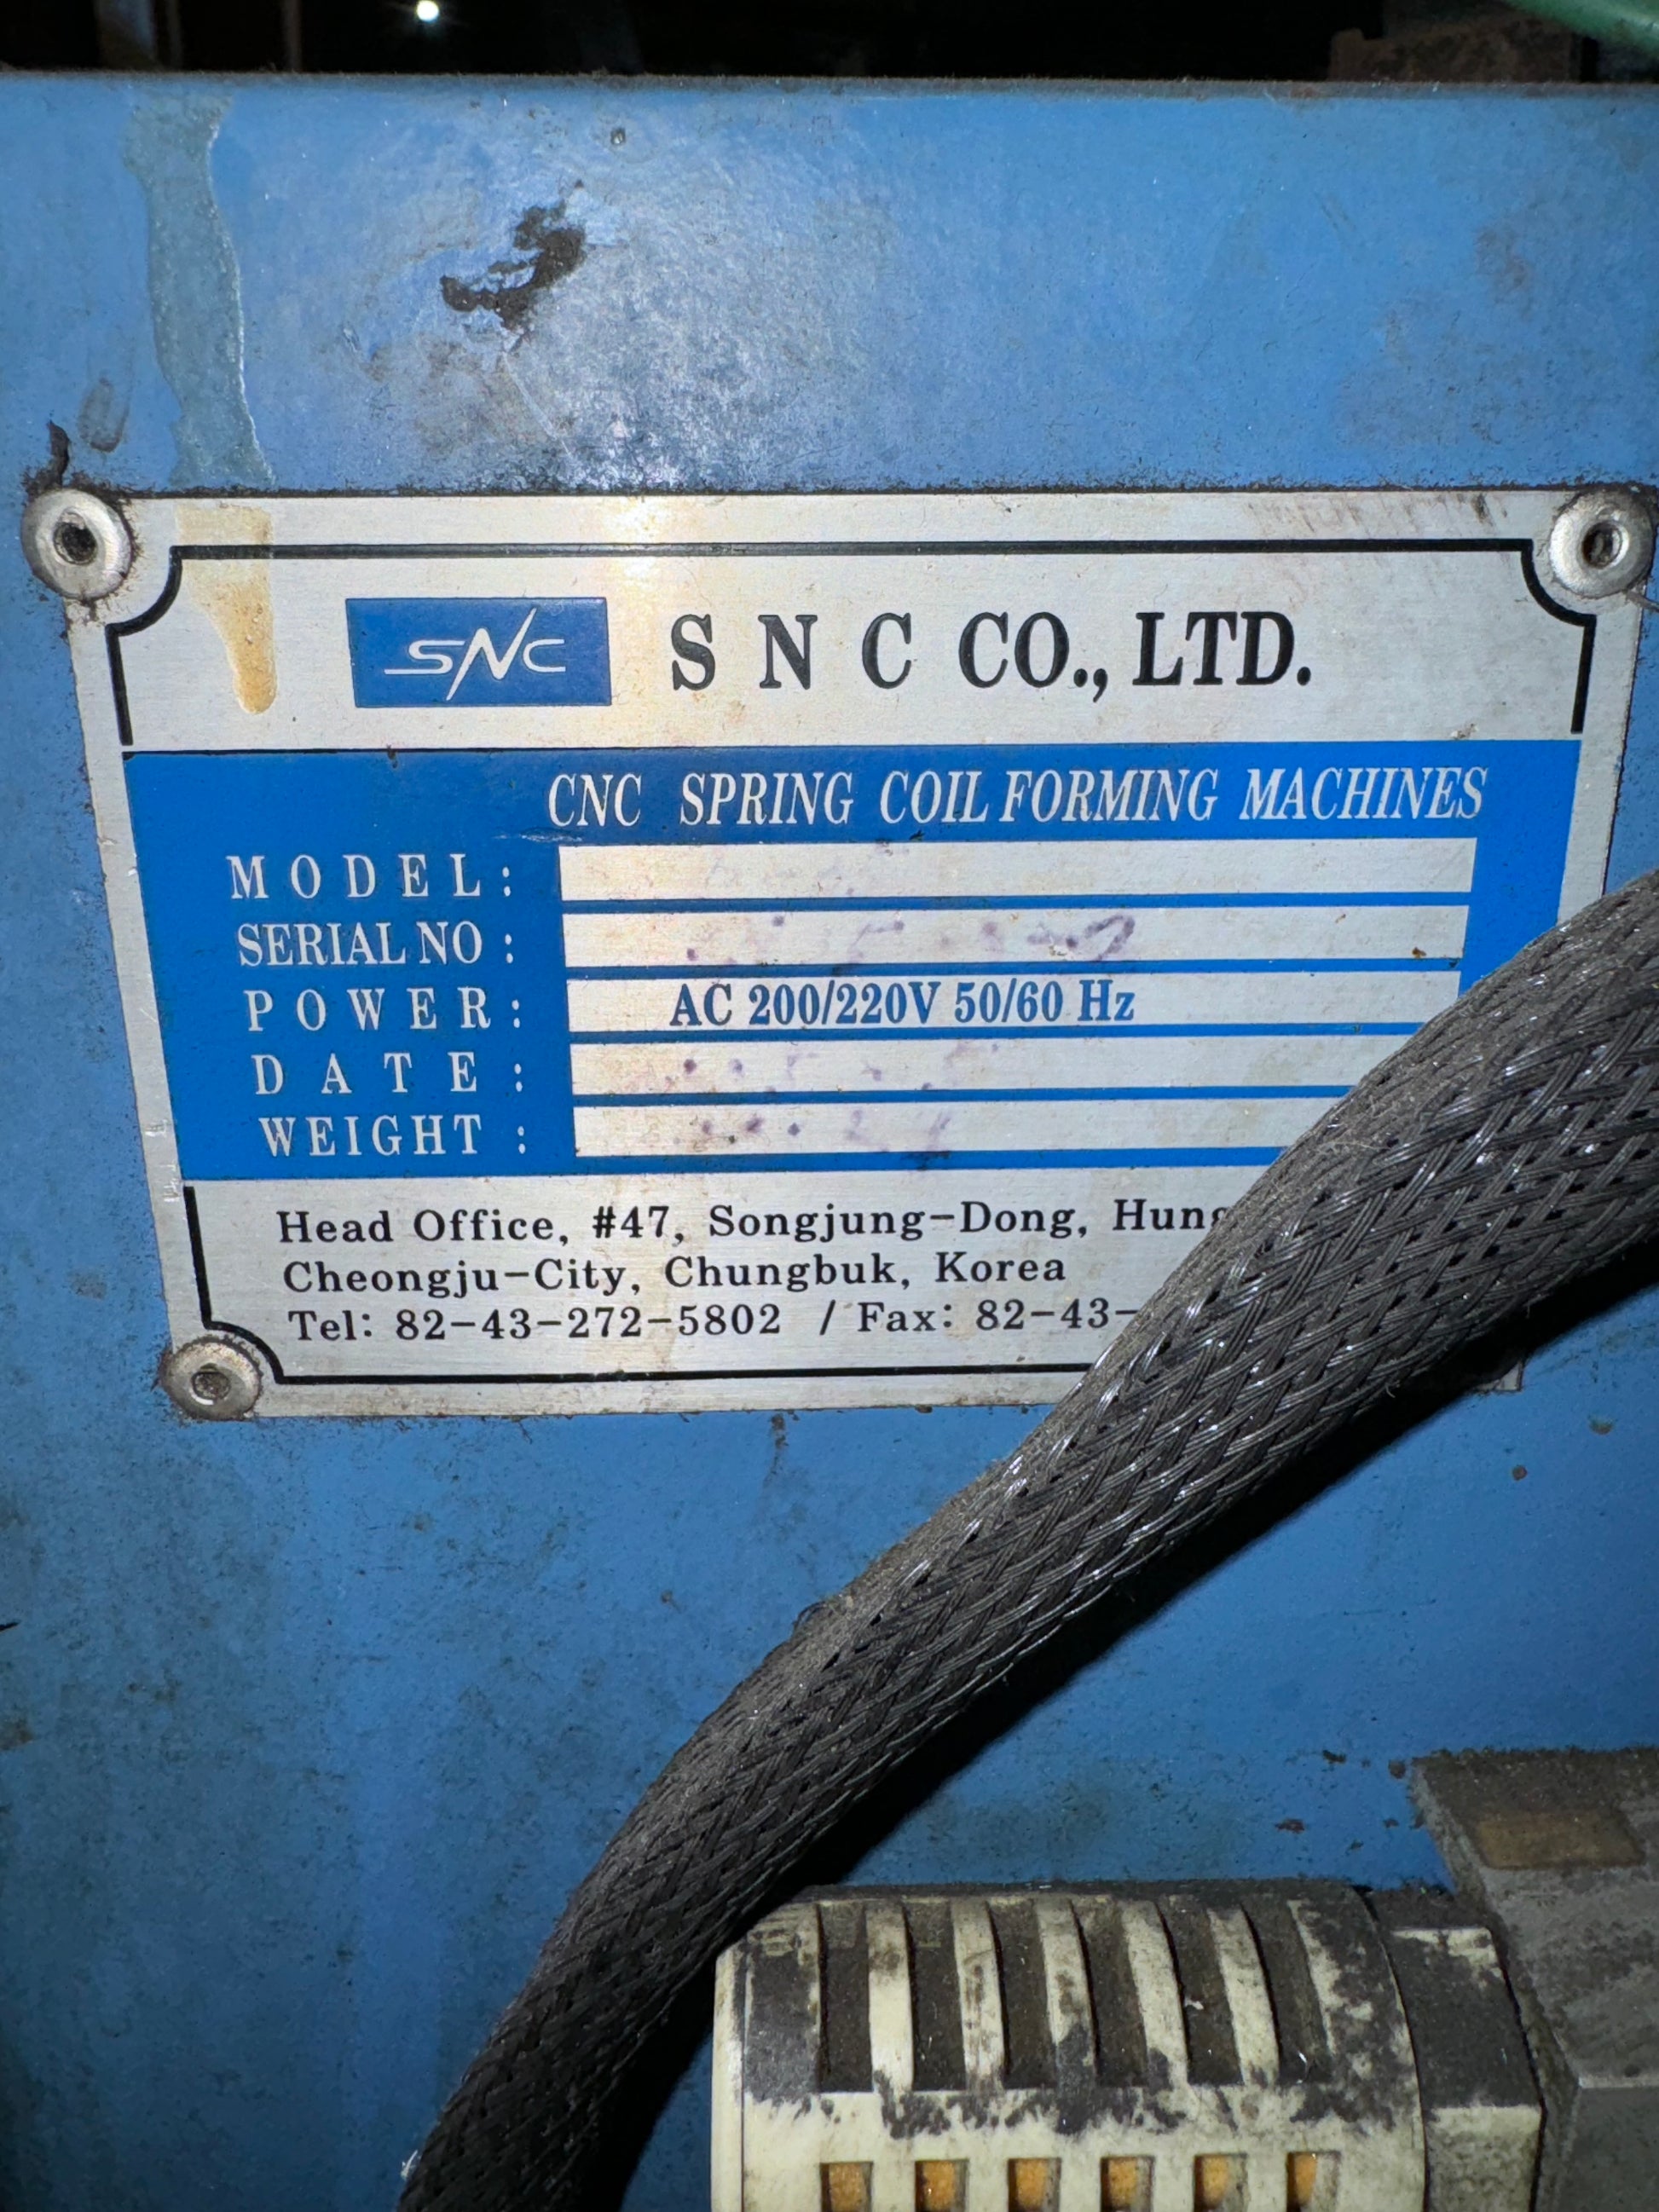 SNC S N C CO., LTD.
CNC SPRING COIL FORMING MACHINES
MODEL:
SERIAL NO :
POWER: AC 200/220V 50/60 Hz
DATE:
WEIGHT :
Head Office, #47, Songjung-Dong, Hung
Cheongju-City, Chungbuk, Korea
Tel: 82-43-272-5802 / Fax: 82-43-